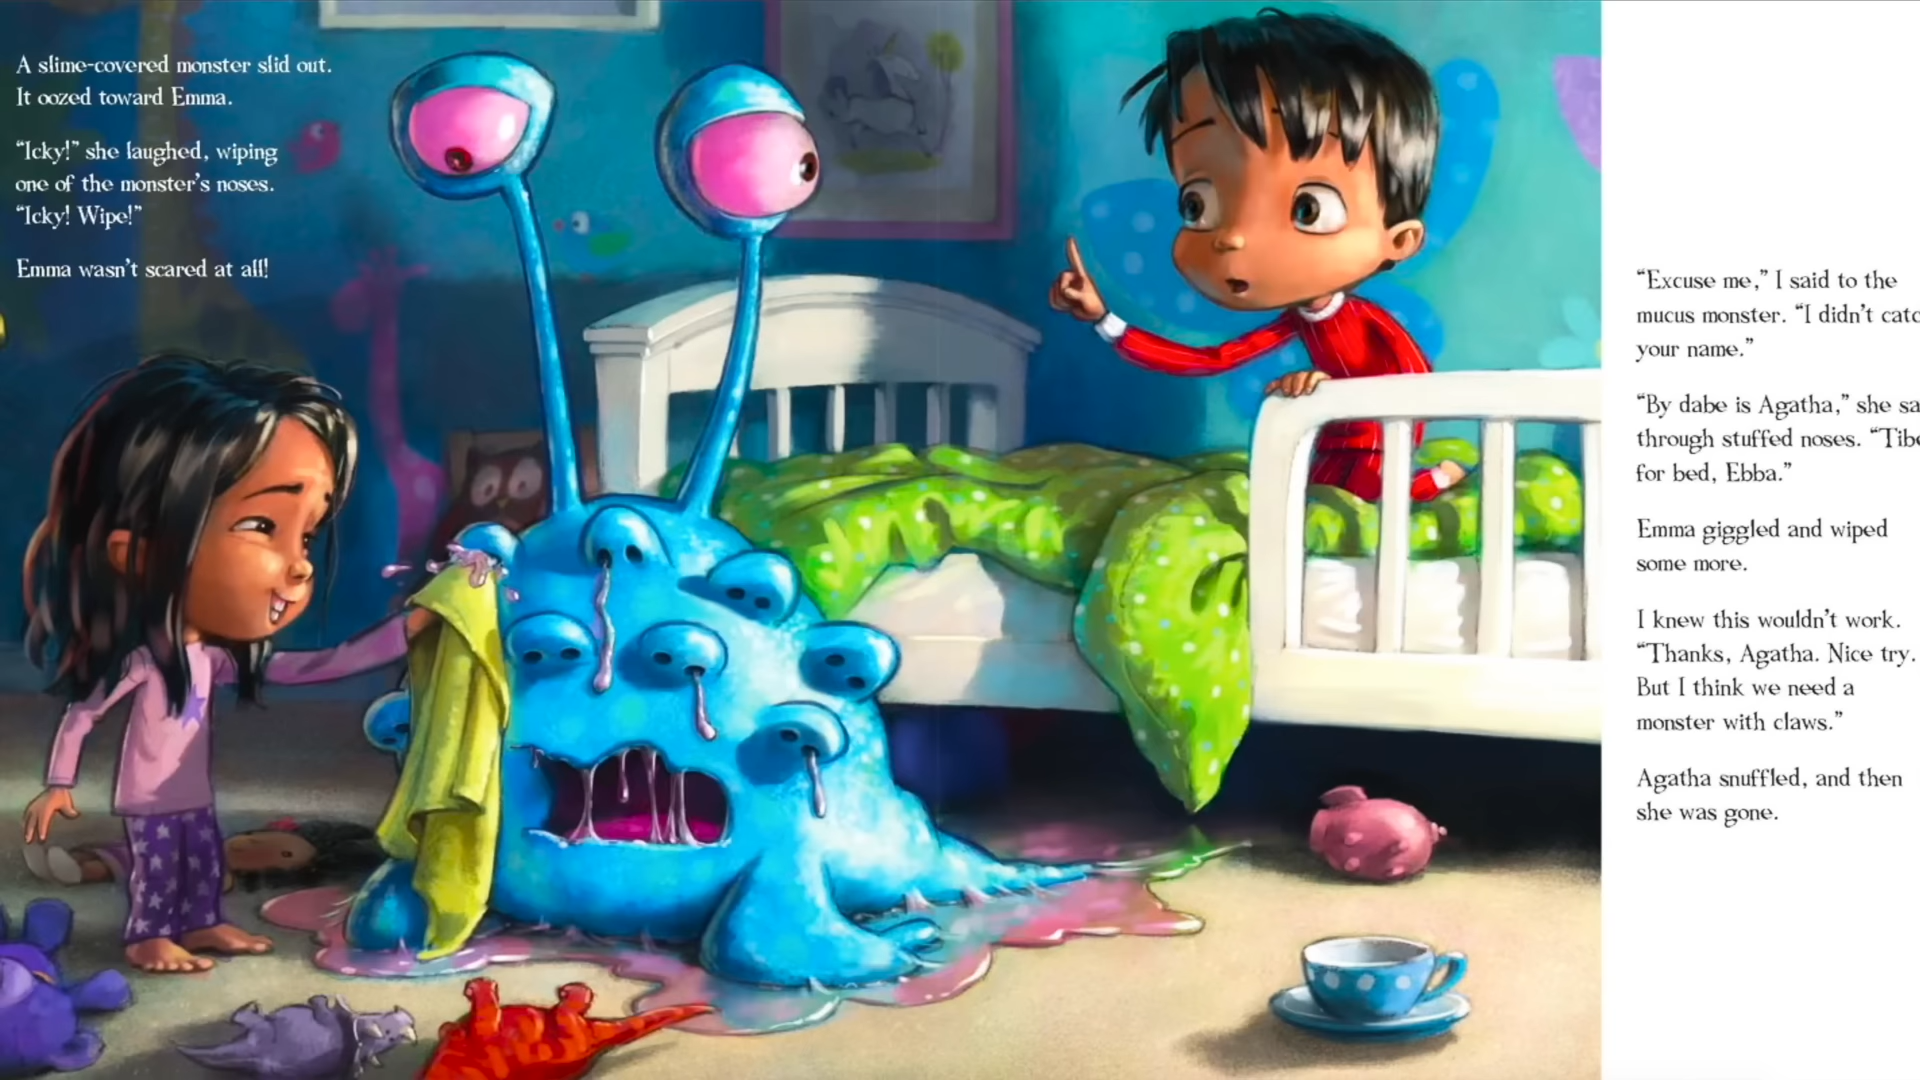 A slime-covered monster slid out.
It oozed toward Emma.
“Icky!” she laughed, wiping
one of the monster’s noses.
“Icky! Wipe!”
Emma wasn’t scared at all!
“Excuse me,” I said to the
mucus monster. “I didn’t
your name.”
“By dabe is Agatha,” she
through stuffed noses.
for bed, Ebba.”
Emma giggled and wiped
some more.
I knew this wouldn’t work.
“Thanks, Agatha. Nice try.
But I think we need a
monster with claws.”
Agatha snuffled, and then
she was gone.